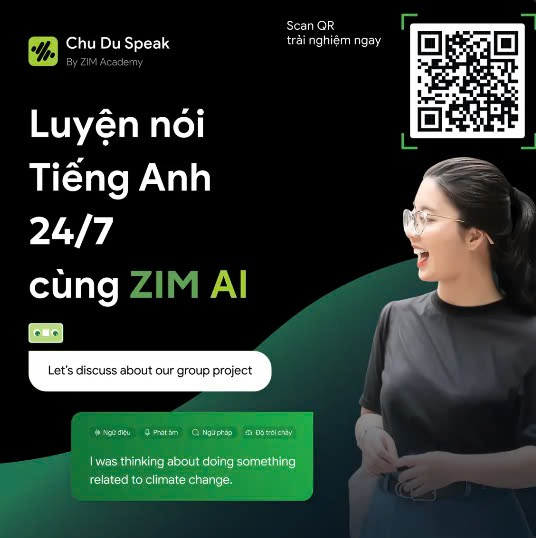 Chu Du Speak
By ZIM Academy
Scan QR
trải nghiệm ngay
Luyện nói
Tiếng Anh
24/7
cùng ZIM AI
Let's discuss about our group project
Ngữ điệu Phát âm Ngữ pháp Độ trôi chảy
I was thinking about doing something
related to climate change.